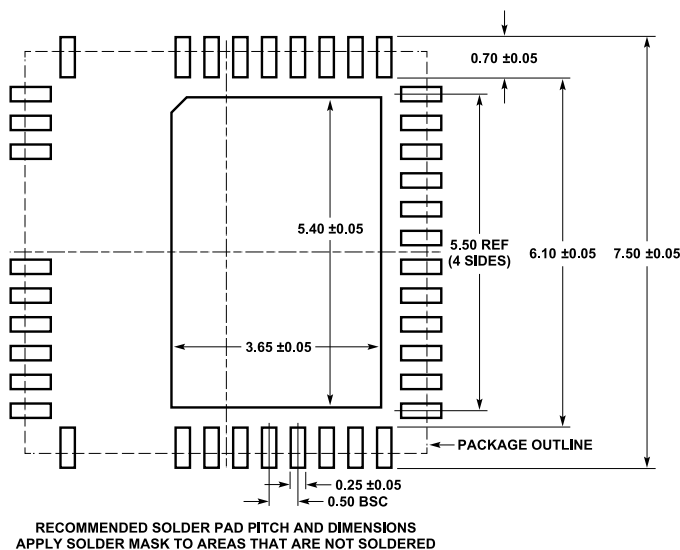 0.70 ±0.05
5.40 ±0.05
5.50 REF
(4 SIDES)
6.10 ±0.05
7.50 ±0.05
3.65 ±0.05
PACKAGE OUTLINE
0.25 ±0.05
0.50 BSC
RECOMMENDED SOLDER PAD PITCH AND DIMENSIONS
APPLY SOLDER MASK TO AREAS THAT ARE NOT SOLDERED